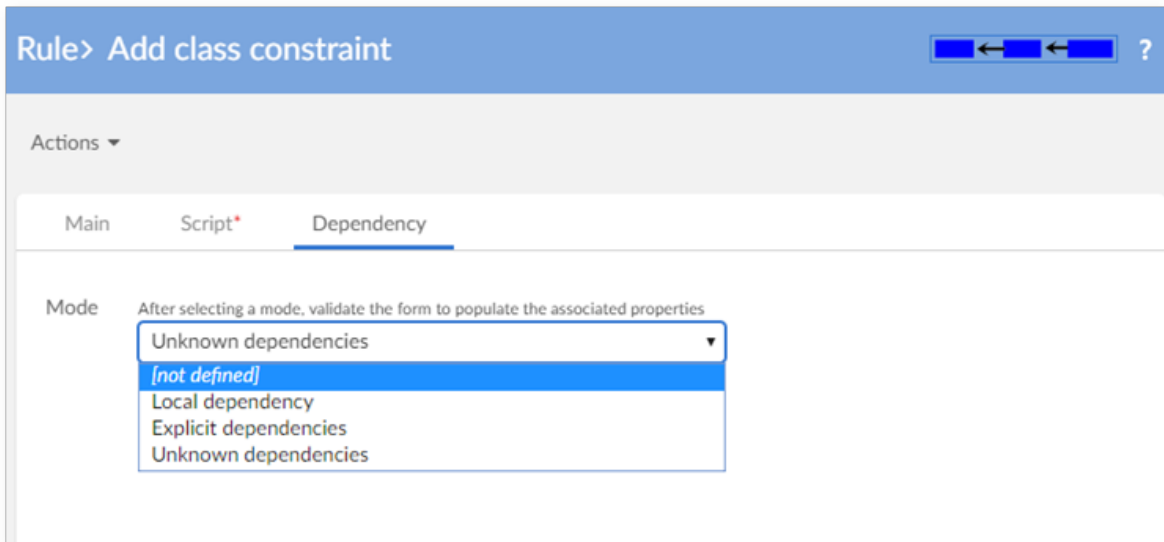 Rule> Add class constraint
?
Actions
Main Script* Dependency
Mode After selecting a mode, validate the form to populate the associated properties
Unknown dependencies
[not defined]
Local dependency
Explicit dependencies
Unknown dependencies